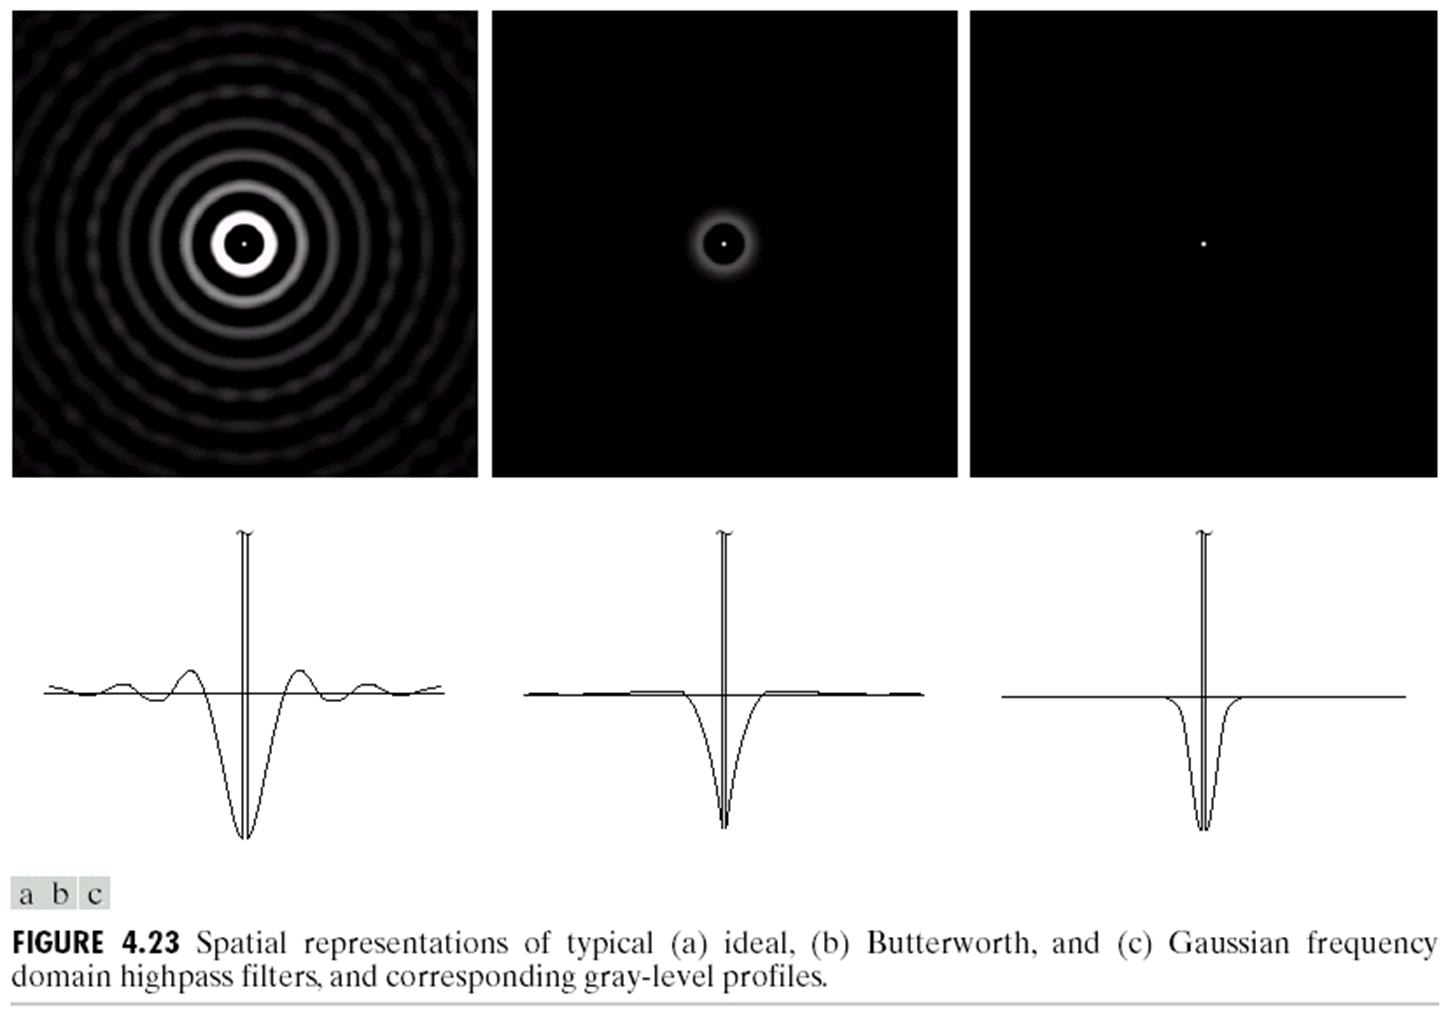 a b c
FIGURE 4.23 Spatial representations of typical (a) ideal, (b) Butterworth, and (c) Gaussian frequency
domain highpass filters, and corresponding gray-level profiles.